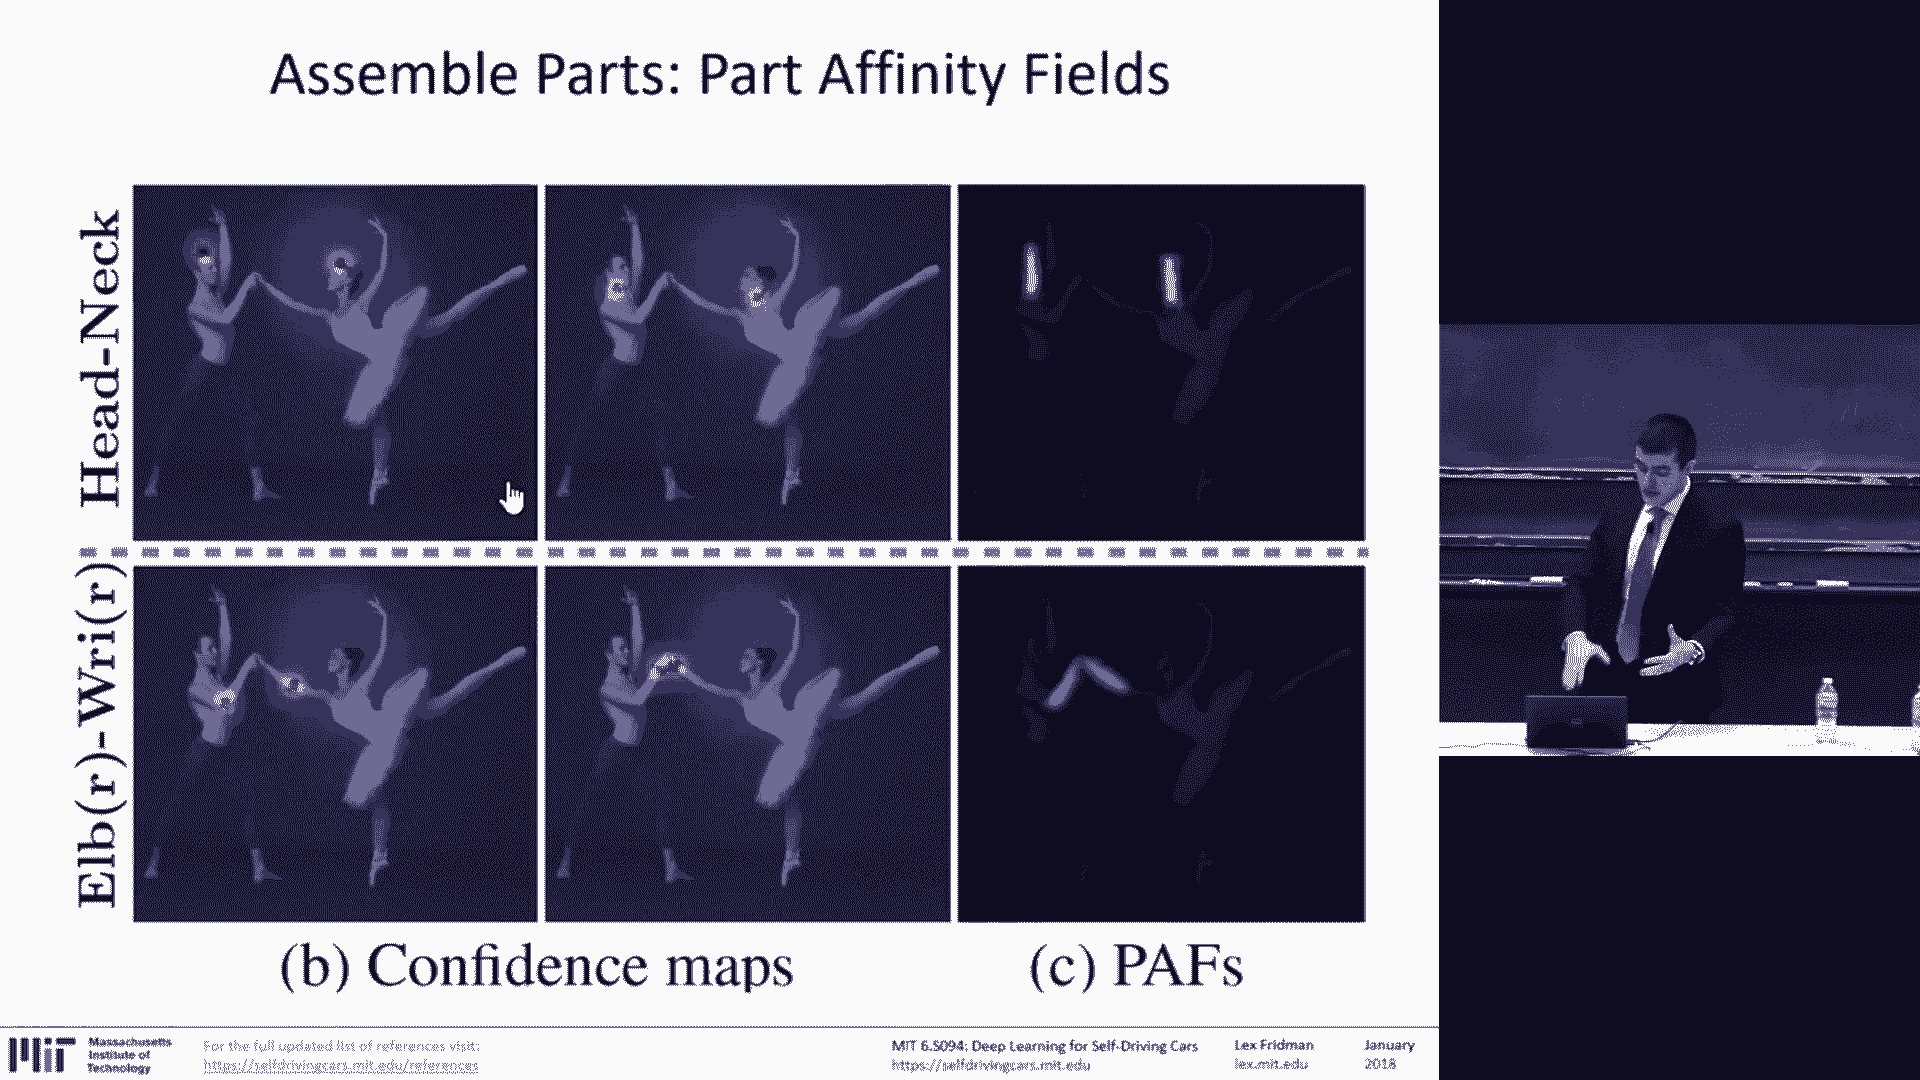 Assemble Parts: Part Affinity Fields
Head-Neck
Elb(r)-Wri(r)
(b) Confidence maps
(c) PAFs
Massachusetts
Institute of
Technology
For the full updated list of references visit:
https://selfdrivingcars.mit.edu/references
MIT 6.S094: Deep Learning for Self-Driving Cars
https://selfdrivingcars.mit.edu
Lex Fridman
lex.mit.edu
January
2018